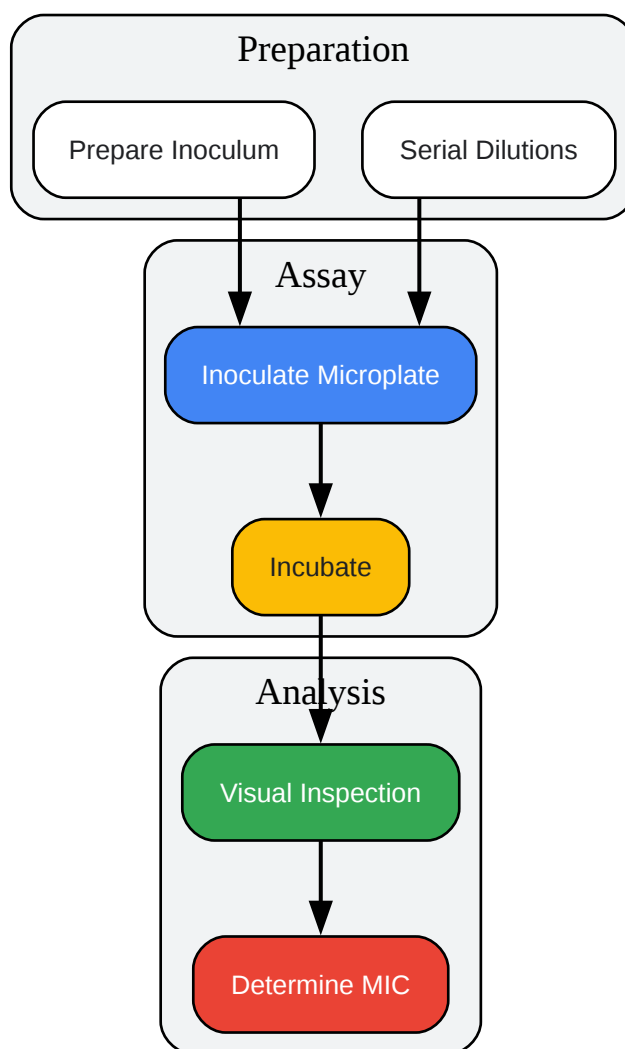 Preparation
Prepare Inoculum
Serial Dilutions
Assay
Inoculate Microplate
Incubate
Analysis
Visual Inspection
Determine MIC